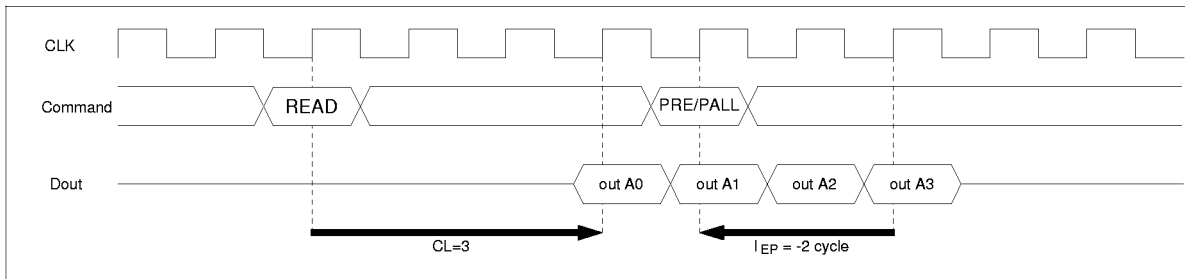 CLK
Command READ PRE/PALL
Dout out A0 out A1 out A2 out A3
CL=3 l EP = -2 cycle